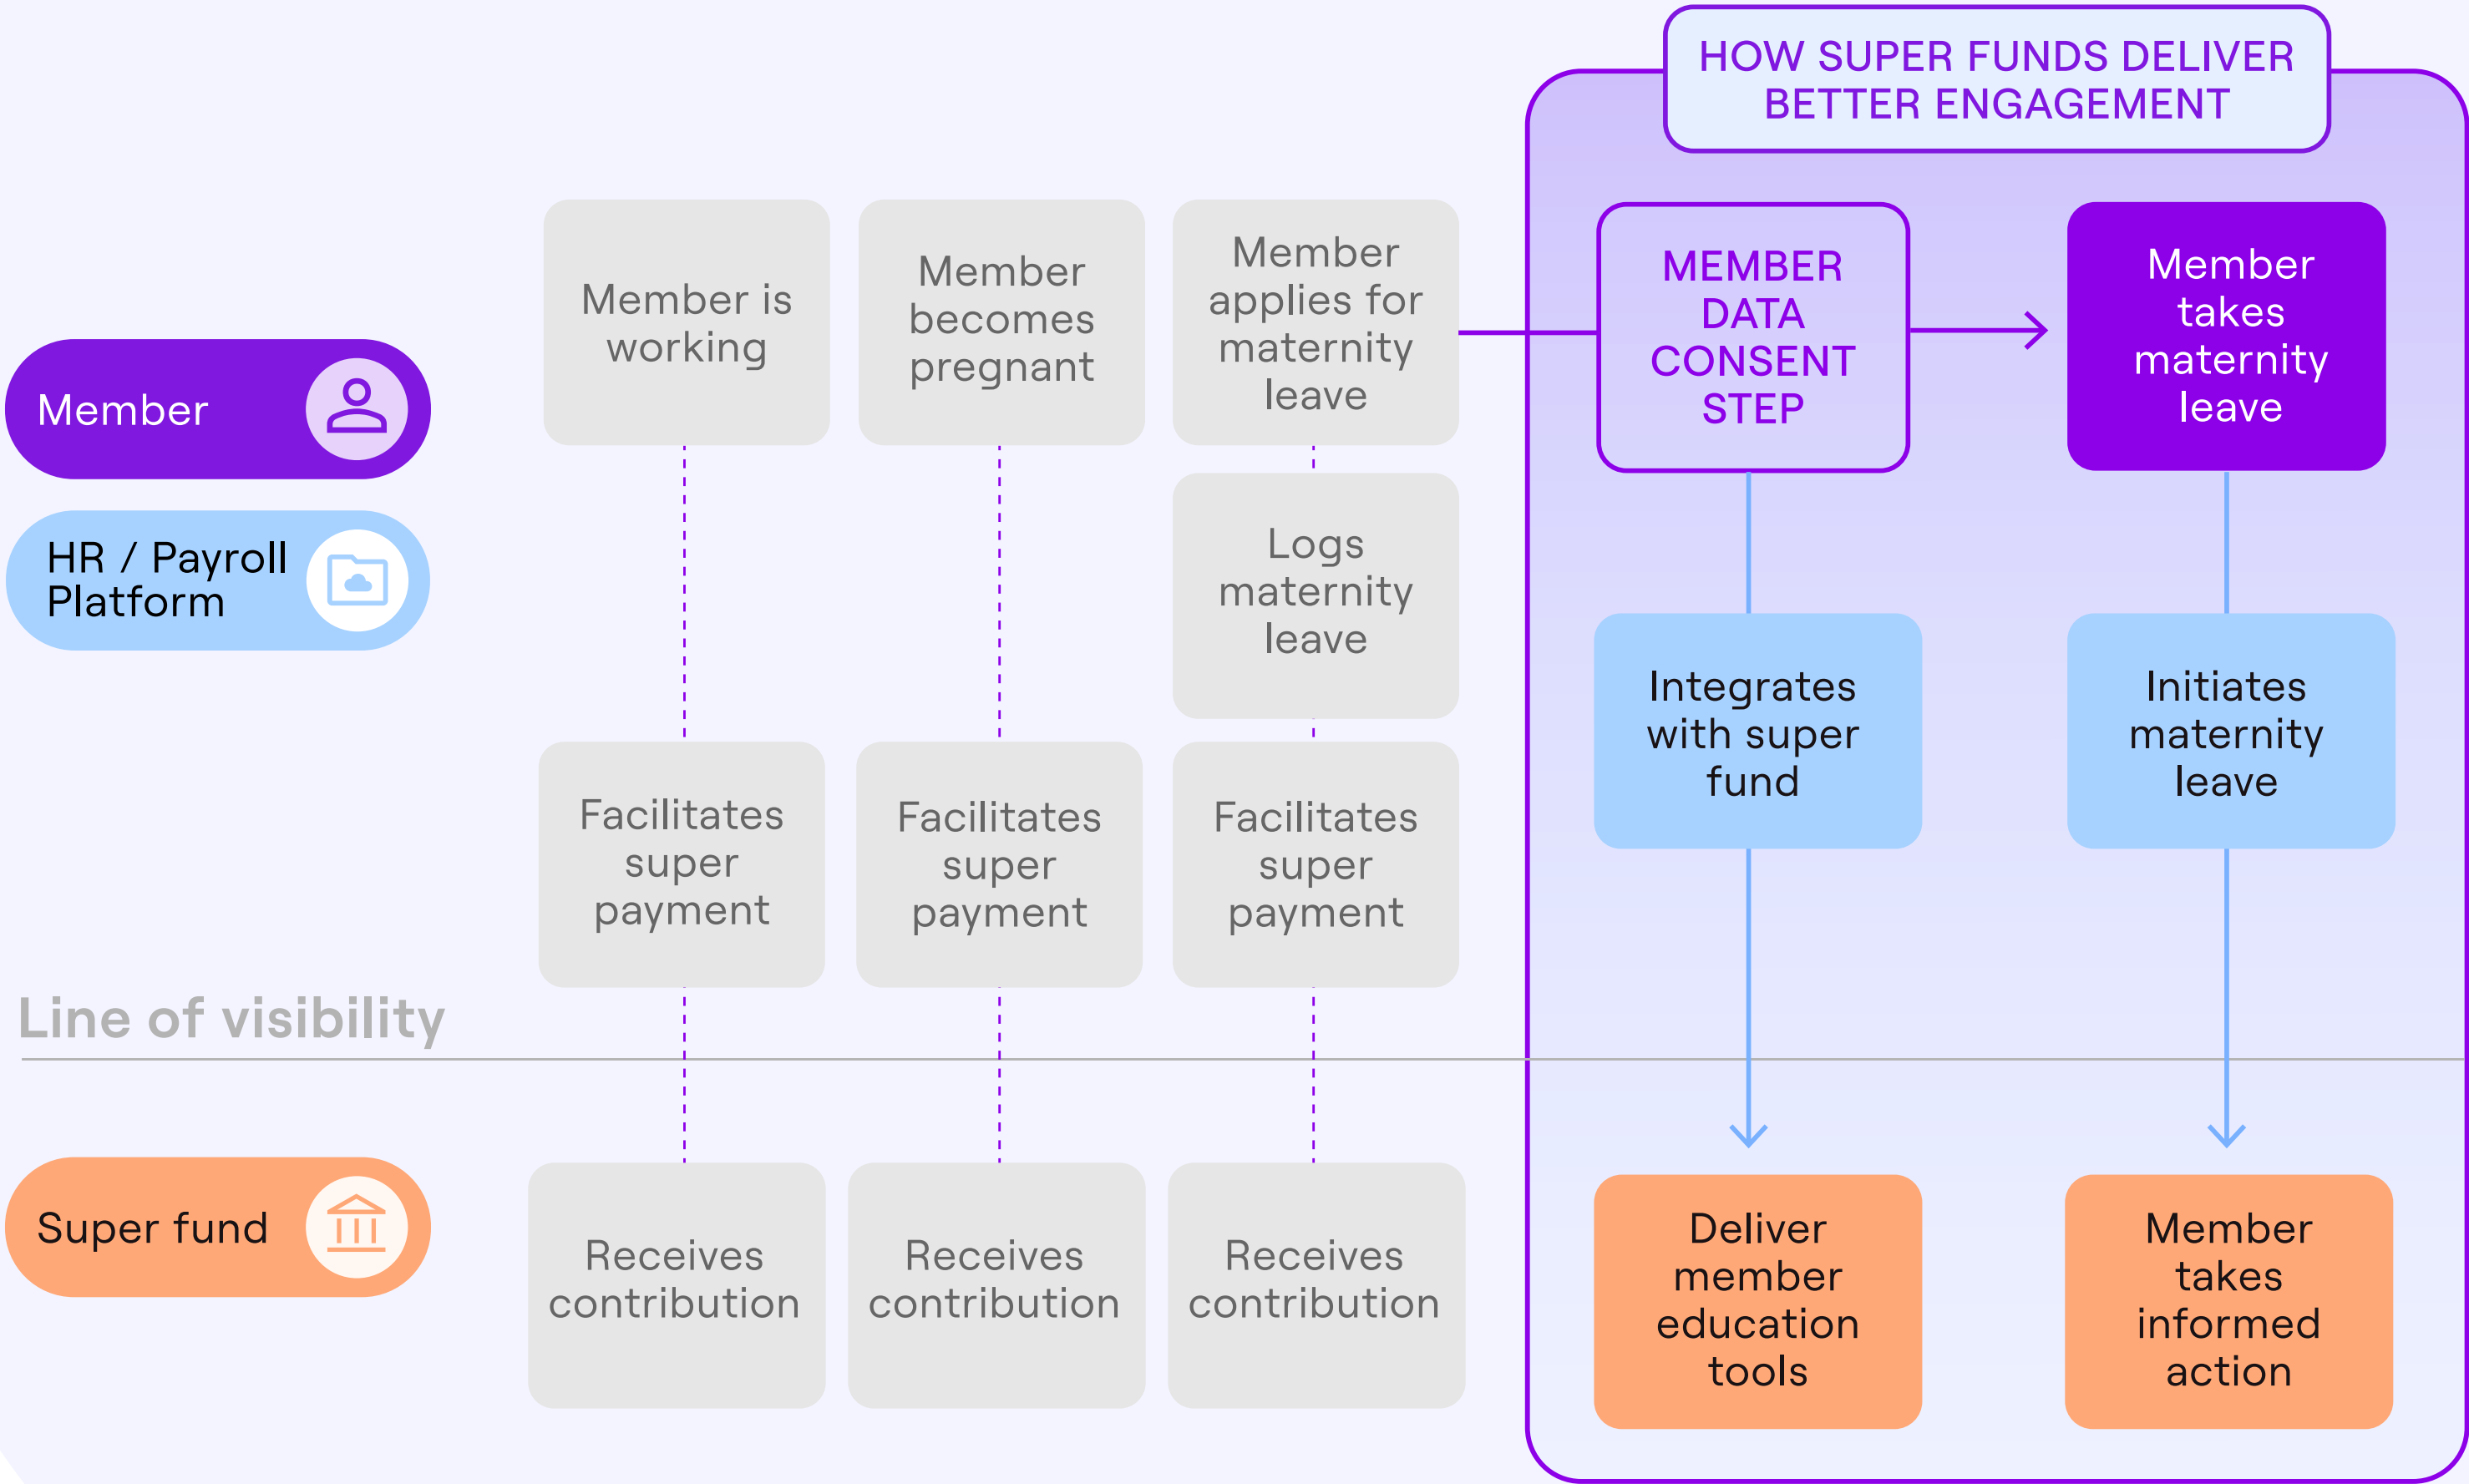 HOW SUPER FUNDS DELIVER
BETTER ENGAGEMENT
Member
HR / Payroll
Platform
Line of visibility
Super fund
Member is
working
Member
becomes
pregnant
Member
applies for
maternity
leave
MEMBER
DATA
CONSENT
STEP
Member
takes
maternity
leave
Logs
maternity
leave
Integrates
with super
fund
Initiates
maternity
leave
Facilitates
super
payment
Facilitates
super
payment
Facilitates
super
payment
Receives
contribution
Receives
contribution
Receives
contribution
Deliver
member
education
tools
Member
takes
informed
action